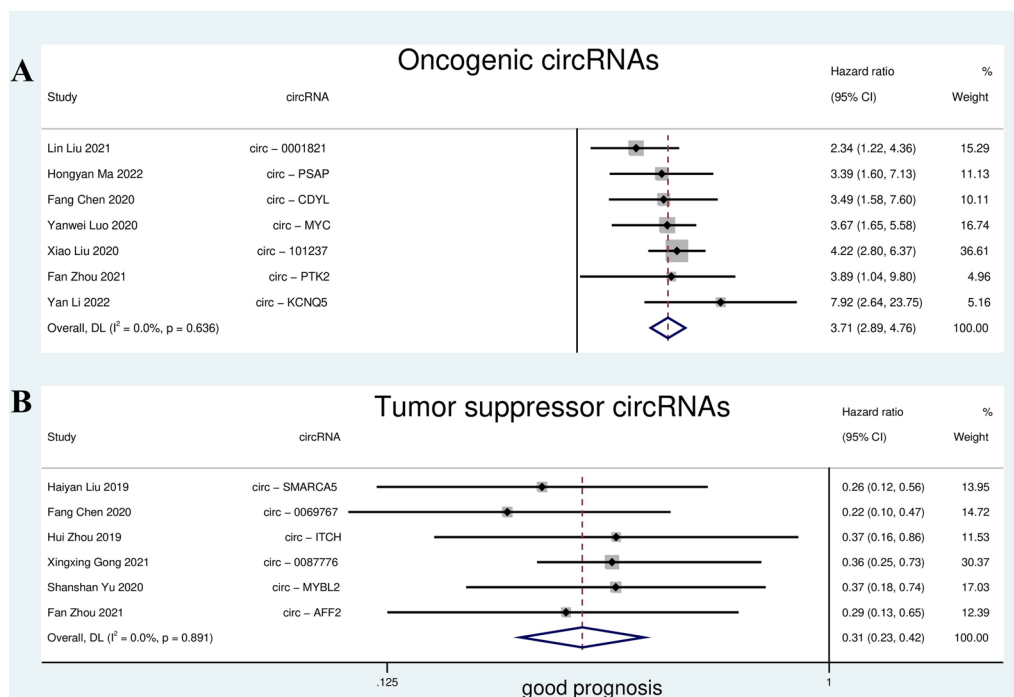 A
Oncogenic circRNAs
Hazard ratio %
Study circRNA (95% CI) Weight
Lin Liu 2021 circ – 0001821 2.34 (1.22, 4.36) 15.29
Hongyan Ma 2022 circ – PSAP 3.39 (1.60, 7.13) 11.13
Fang Chen 2020 circ – CDYL 3.49 (1.58, 7.60) 10.11
Yanwei Luo 2020 circ – MYC 3.67 (1.65, 5.58) 16.74
Xiao Liu 2020 circ – 101237 4.22 (2.80, 6.37) 36.61
Fan Zhou 2021 circ – PTK2 3.89 (1.04, 9.80) 4.96
Yan Li 2022 circ – KCNQ5 7.92 (2.64, 23.75) 5.16
Overall, DL (I² = 0.0%, p = 0.636) 3.71 (2.89, 4.76) 100.00
B
Tumor suppressor circRNAs
Hazard ratio %
Study circRNA (95% CI) Weight
Haiyan Liu 2019 circ – SMARCA5 0.26 (0.12, 0.56) 13.95
Fang Chen 2020 circ – 0069767 0.22 (0.10, 0.47) 14.72
Hui Zhou 2019 circ – ITCH 0.37 (0.16, 0.86) 11.53
Xingxing Gong 2021 circ – 0087776 0.36 (0.25, 0.73) 30.37
Shanshan Yu 2020 circ – MYBL2 0.37 (0.18, 0.74) 17.03
Fan Zhou 2021 circ – AFF2 0.29 (0.13, 0.65) 12.39
Overall, DL (I² = 0.0%, p = 0.891) 0.31 (0.23, 0.42) 100.00
.125 1
good prognosis